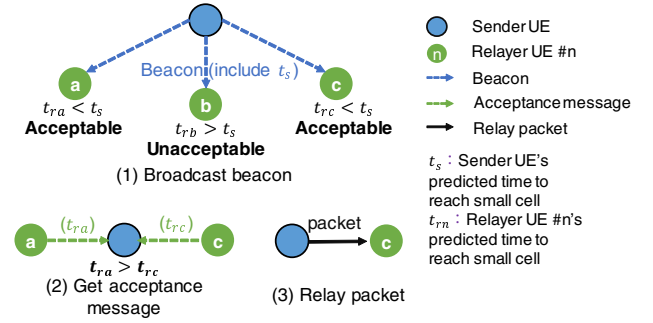 Beacon (include t_s)
a
b
c
t_ra < t_s
Acceptable
t_rb > t_s
Unacceptable
t_rc < t_s
Acceptable
(1) Broadcast beacon
a
(t_ra)
(t_rc)
c
t_ra > t_rc
(2) Get acceptance
message
packet
c
(3) Relay packet
Sender UE
n
Relayer UE #n
Beacon
Acceptance message
Relay packet
t_s : Sender UE's
predicted time to
reach small cell
t_rn : Relayer UE #n's
predicted time to
reach small cell